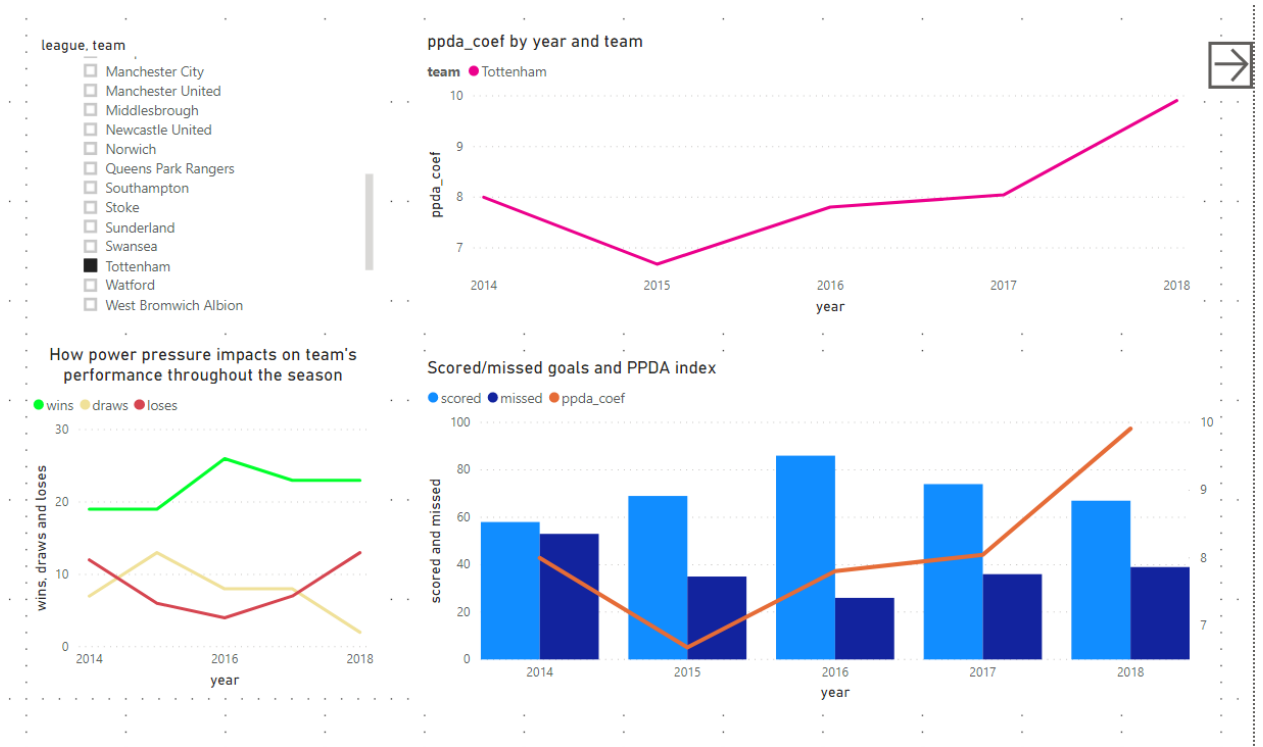 league, team
Manchester City
Manchester United
Middlesbrough
Newcastle United
Norwich
Queens Park Rangers
Southampton
Stoke
Sunderland
Swansea
Tottenham
Watford
West Bromwich Albion
ppda_coef by year and team
team Tottenham
10
9
8
7
ppda_coef
2014 2015 2016 2017 2018
year
How power pressure impacts on team's
performance throughout the season
wins draws loses
30
20
10
0
wins, draws and loses
2014 2016 2018
year
Scored/missed goals and PPDA index
scored missed ppda_coef
100 10
80
9
60
8
40
20
7
0
scored and missed
2014 2015 2016 2017 2018
year